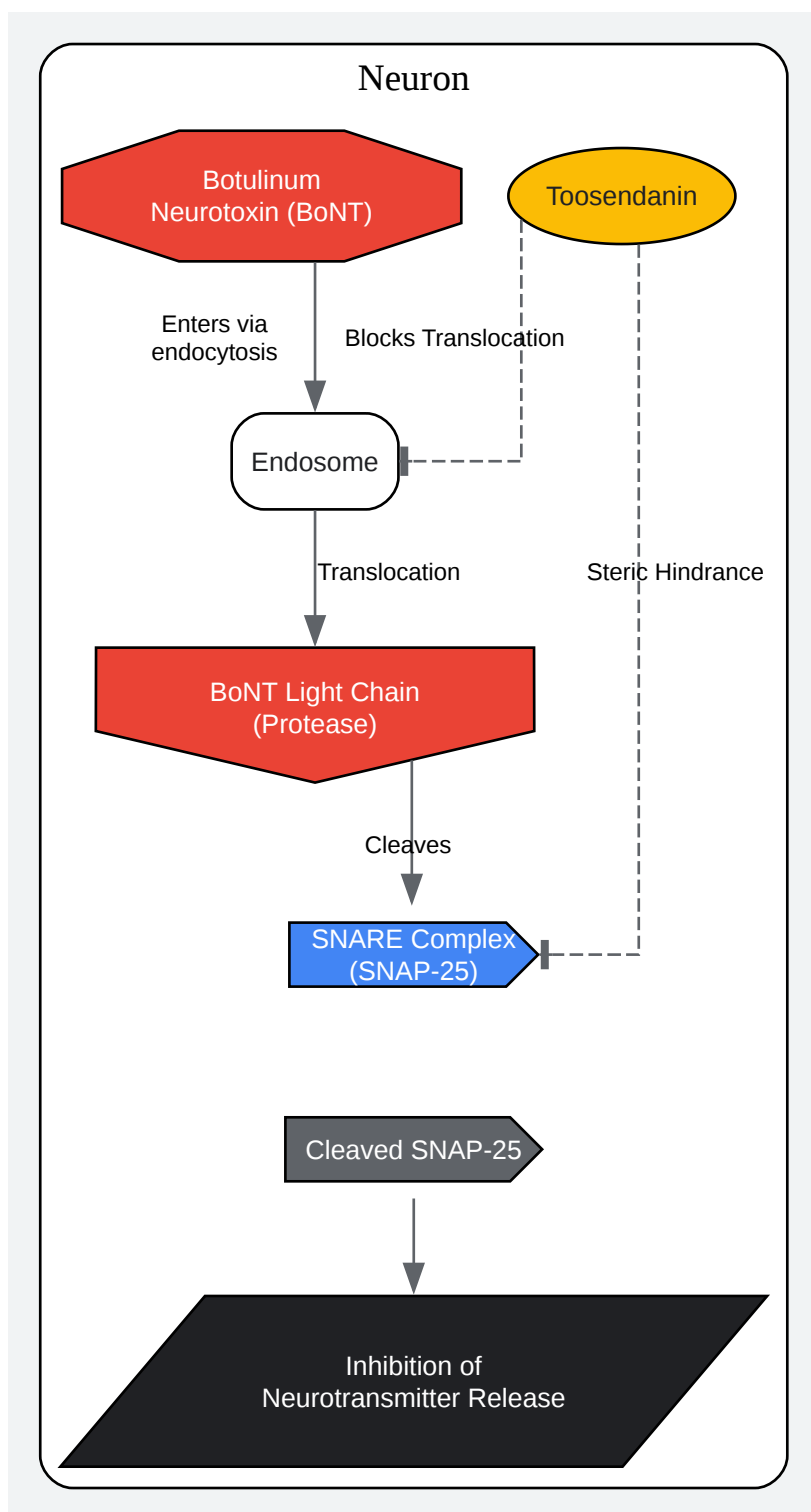 Neuron
Botulinum
Neurotoxin (BoNT)
Toosendanin
Enters via
endocytosis
Blocks Translocation
Endosome
Translocation
Steric Hindrance
BoNT Light Chain
(Protease)
Cleaves
SNARE Complex
(SNAP-25)
Cleaved SNAP-25
Inhibition of
Neurotransmitter Release